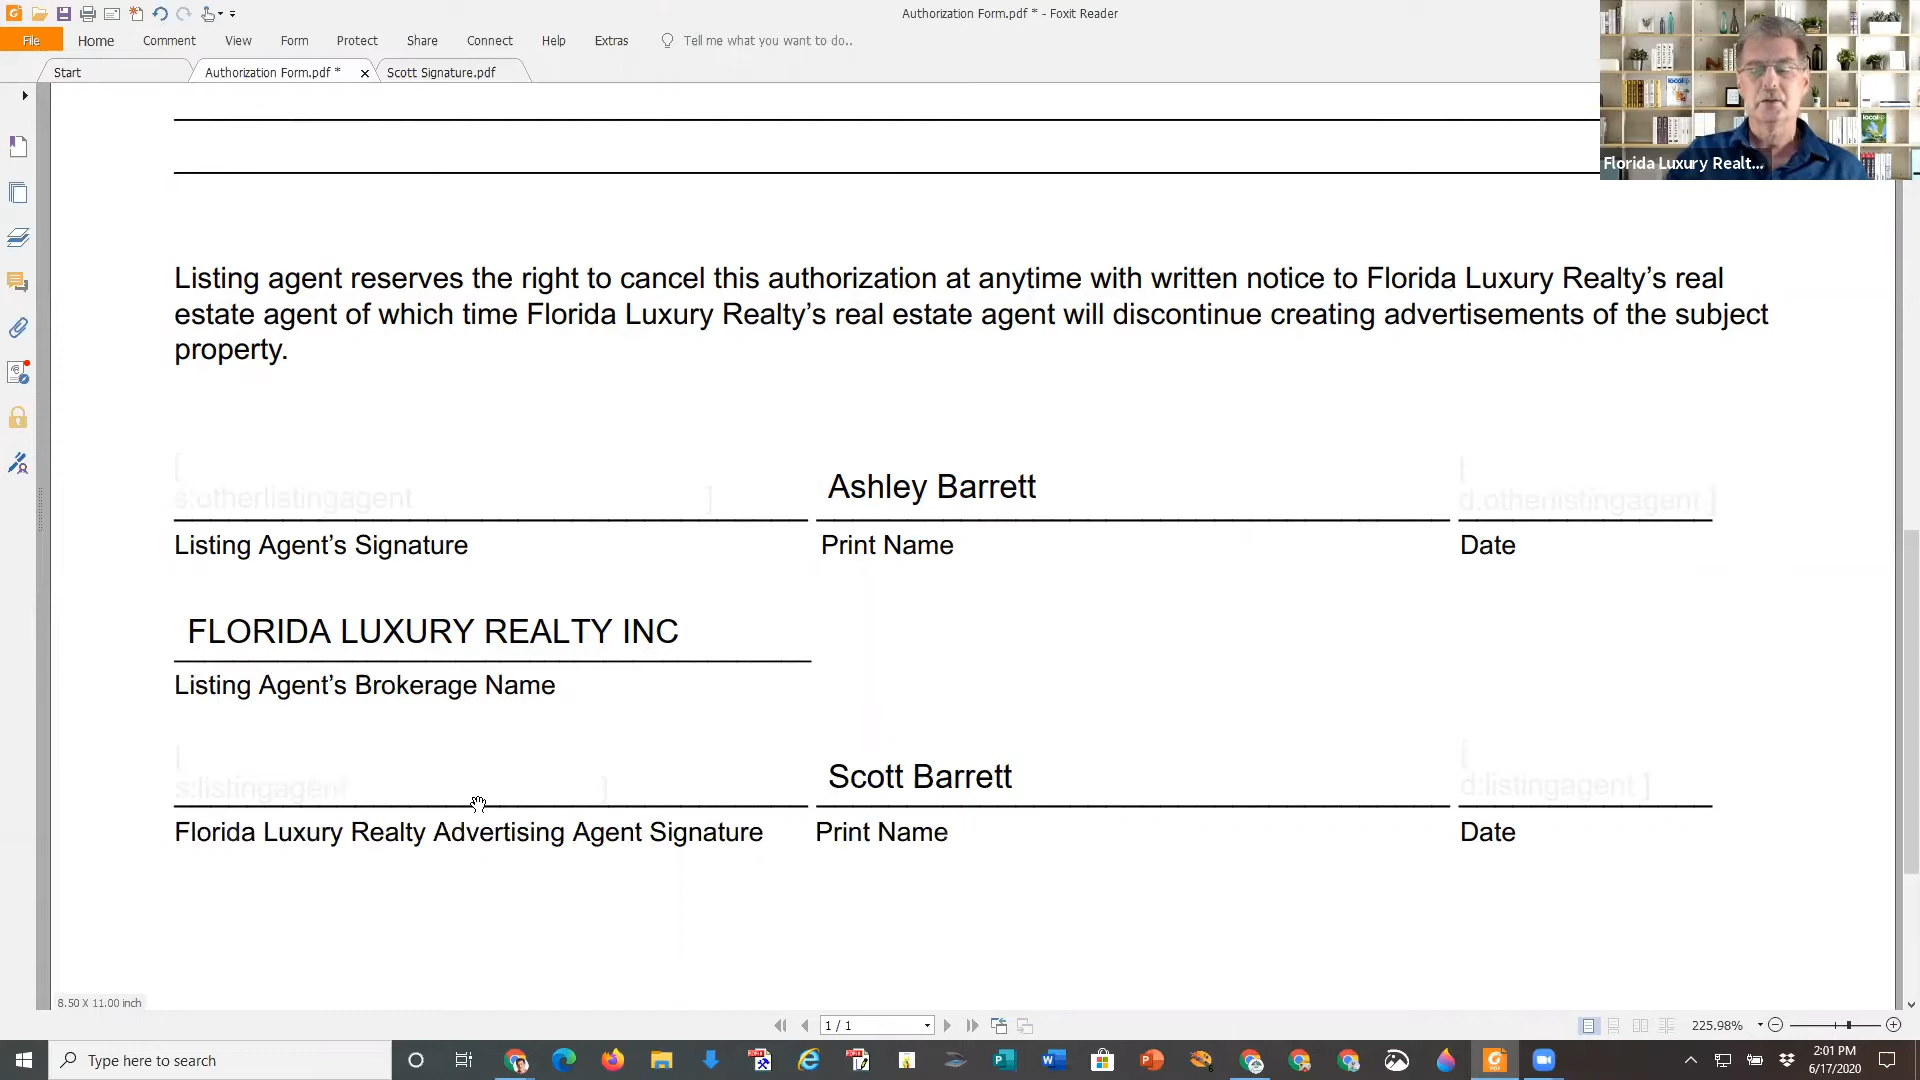 Authorization Form.pdf * - Foxit Reader
File Home Comment View Form Protect Share Connect Help Extras Tell me what you want to do..
Start Authorization Form.pdf * Scott Signature.pdf
Florida Luxury Realt...
Listing agent reserves the right to cancel this authorization at anytime with written notice to Florida Luxury Realty’s real
estate agent of which time Florida Luxury Realty’s real estate agent will discontinue creating advertisements of the subject
property.
[ [
s:otherlistingagent ] Ashley Barrett d.otherlistingagent ]
Listing Agent’s Signature Print Name Date
FLORIDA LUXURY REALTY INC
Listing Agent’s Brokerage Name
[ [
s:listingagent ] Scott Barrett d:listingagent ]
Florida Luxury Realty Advertising Agent Signature Print Name Date
8.50 X 11.00 inch
1 / 1
225.98%
Type here to search
2:01 PM
6/17/2020